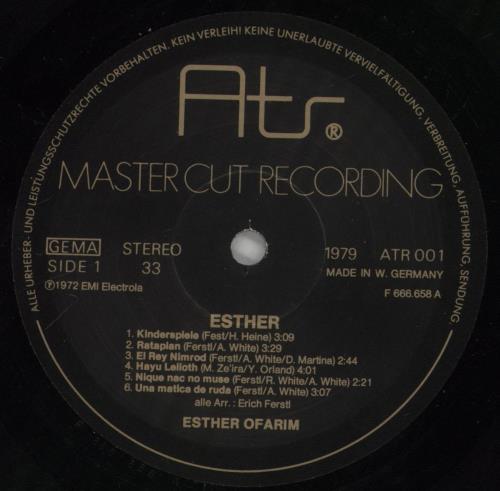 ALLE URHEBER- UND LEISTUNGSSCHUTZRECHTE VORBEHALTEN. KEIN VERLEIH! KEINE UNERLAUBTE VERVIELFÄLTIGUNG, VERBREITUNG, AUFFÜHRUNG, SENDUNG
Atr®
MASTER CUT RECORDING
GEMA STEREO 1979 ATR 001
SIDE 1 33 MADE IN W. GERMANY
℗1972 EMI Electrola F 666.658 A
ESTHER
1. Kinderspiele (Fest/H. Heine) 3:09
2. Rataplan (Ferstl/A. White) 3:29
3. El Rey Nimrod (Ferstl/A. White/D. Martina) 2:44
4. Hayu Leiloth (M. Ze'ira/Y. Orland) 4:01
5. Nique nac no muse (Ferstl/R. White/A. White) 2:21
6. Una matica de ruda (Ferstl/A. White) 3:07
alle Arr.: Erich Ferstl
ESTHER OFARIM